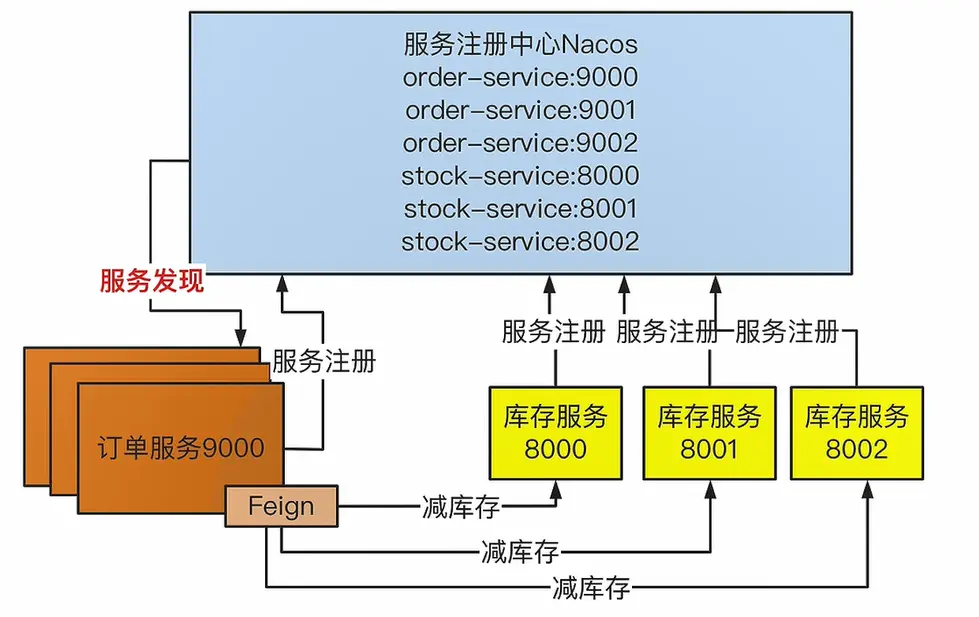 服务注册中心Nacos
order-service:9000
order-service:9001
order-service:9002
stock-service:8000
stock-service:8001
stock-service:8002
服务发现
服务注册
服务注册
服务注册
服务注册
订单服务9000
Feign
库存服务
8000
库存服务
8001
库存服务
8002
减库存
减库存
减库存